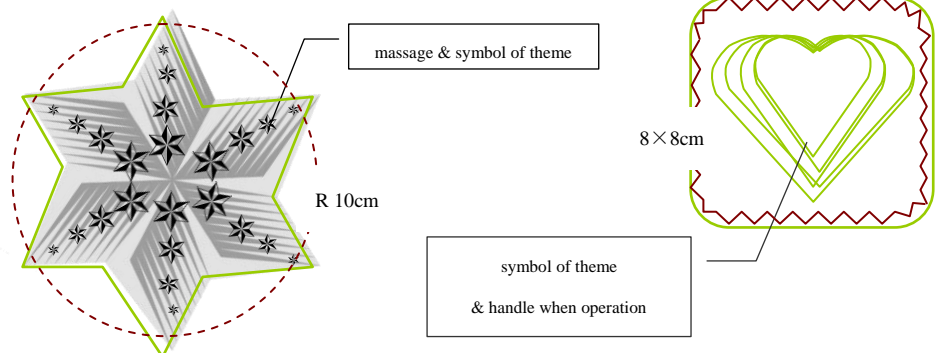 massage & symbol of theme
8×8cm
R 10cm
symbol of theme
& handle when operation